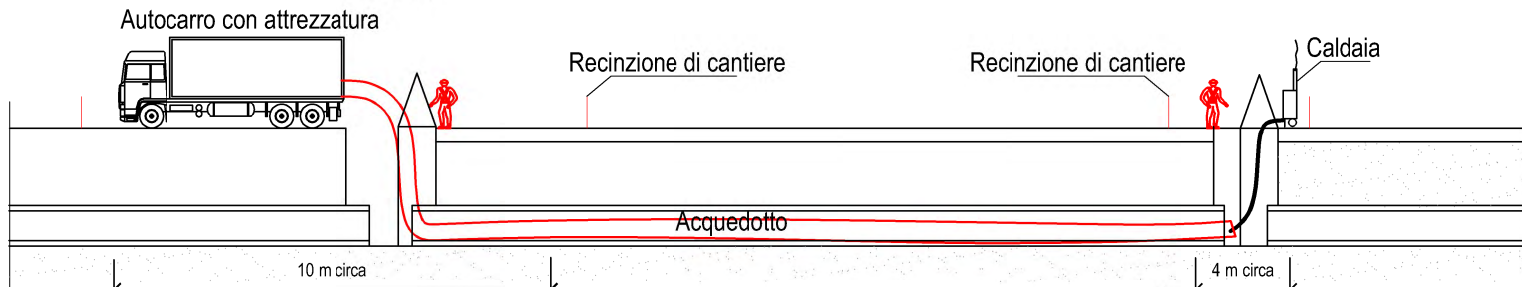 Autocarro con attrezzatura
Recinzione di cantiere
Recinzione di cantiere
Caldaia
Acquedotto
10 m circa
4 m circa